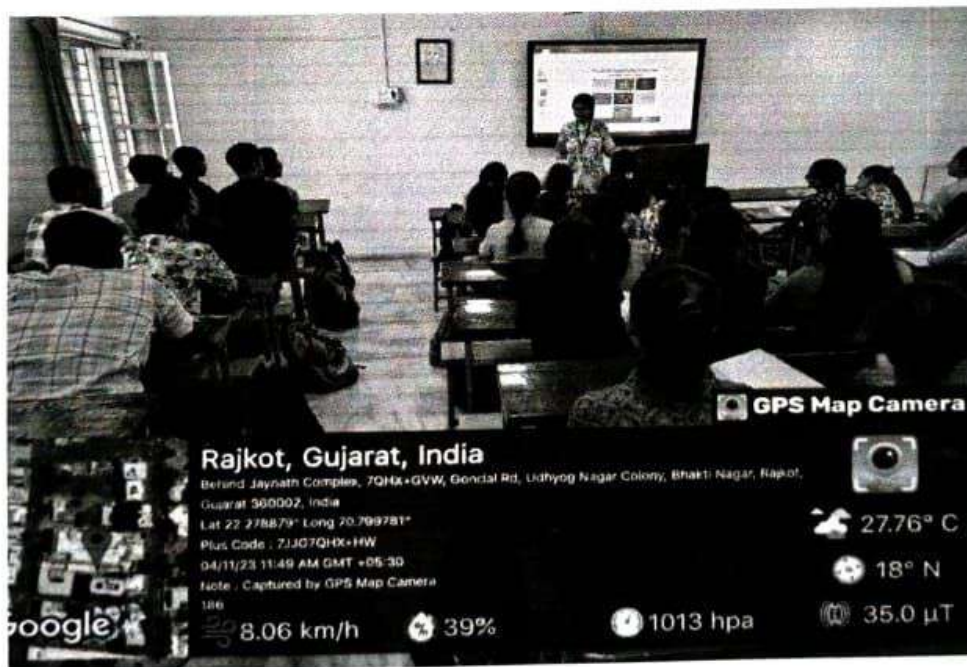 GPS Map Camera
Rajkot, Gujarat, India
Behind Jaynath Complex, 7QHX+GVW, Gondal Rd, Udhyog Nagar Colony, Bhakti Nagar, Rajkot,
Gujarat 360002, India
Lat 22.278879° Long 70.799781°
Plus Code : 7JJG7QHX+HW
04/11/23 11:49 AM GMT +05:30
Note : Captured by GPS Map Camera
186
27.76° C
18° N
8.06 km/h
39%
1013 hpa
35.0 µT
Google